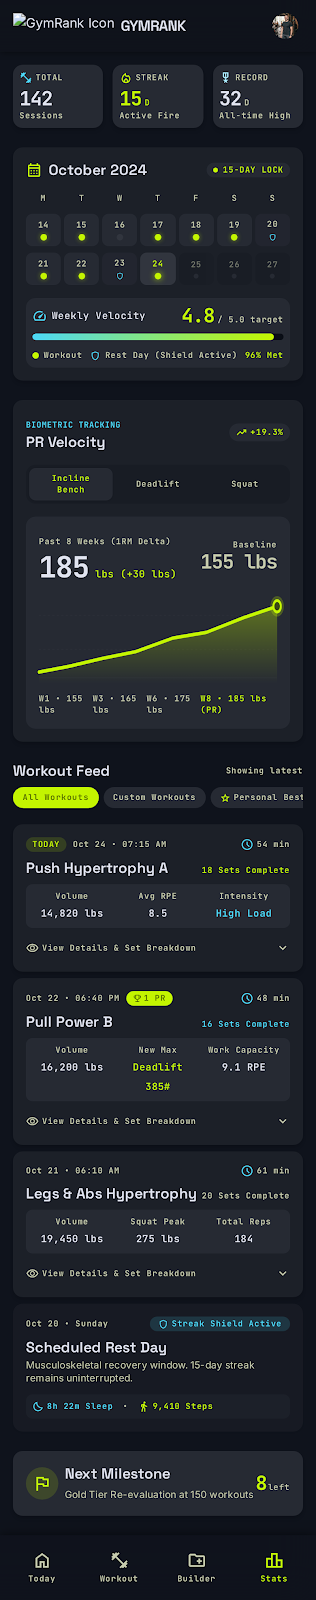 GymRank Icon GYMRANK
TOTAL
142
Sessions
STREAK
15 D
Active Fire
RECORD
32 D
All-time High
October 2024
15-DAY LOCK
M T W T F S S
14 15 16 17 18 19 20
21 22 23 24 25 26 27
Weekly Velocity
4.8 / 5.0 target
Workout Rest Day (Shield Active) 96% Met
BIOMETRIC TRACKING
PR Velocity
+19.3%
Incline
Bench
Deadlift
Squat
Past 8 Weeks (1RM Delta)
185 lbs (+30 lbs)
Baseline
155 lbs
W1 • 155
lbs
W3 • 165
lbs
W6 • 175
lbs
W8 • 185 lbs
(PR)
Workout Feed
Showing latest
All Workouts
Custom Workouts
Personal Best
TODAY Oct 24 • 07:15 AM
54 min
Push Hypertrophy A
18 Sets Complete
Volume Avg RPE Intensity
14,820 lbs 8.5 High Load
View Details & Set Breakdown
Oct 22 • 06:40 PM
1 PR
48 min
Pull Power B
16 Sets Complete
Volume
16,200 lbs
New Max
Deadlift
385#
Work Capacity
9.1 RPE
View Details & Set Breakdown
Oct 21 • 06:10 AM
61 min
Legs & Abs Hypertrophy
20 Sets Complete
Volume Squat Peak Total Reps
19,450 lbs 275 lbs 184
View Details & Set Breakdown
Oct 20 • Sunday
Streak Shield Active
Scheduled Rest Day
Musculoskeletal recovery window. 15-day streak
remains uninterrupted.
8h 22m Sleep • 9,410 Steps
Next Milestone
Gold Tier Re-evaluation at 150 workouts
8 left
Today Workout Builder Stats